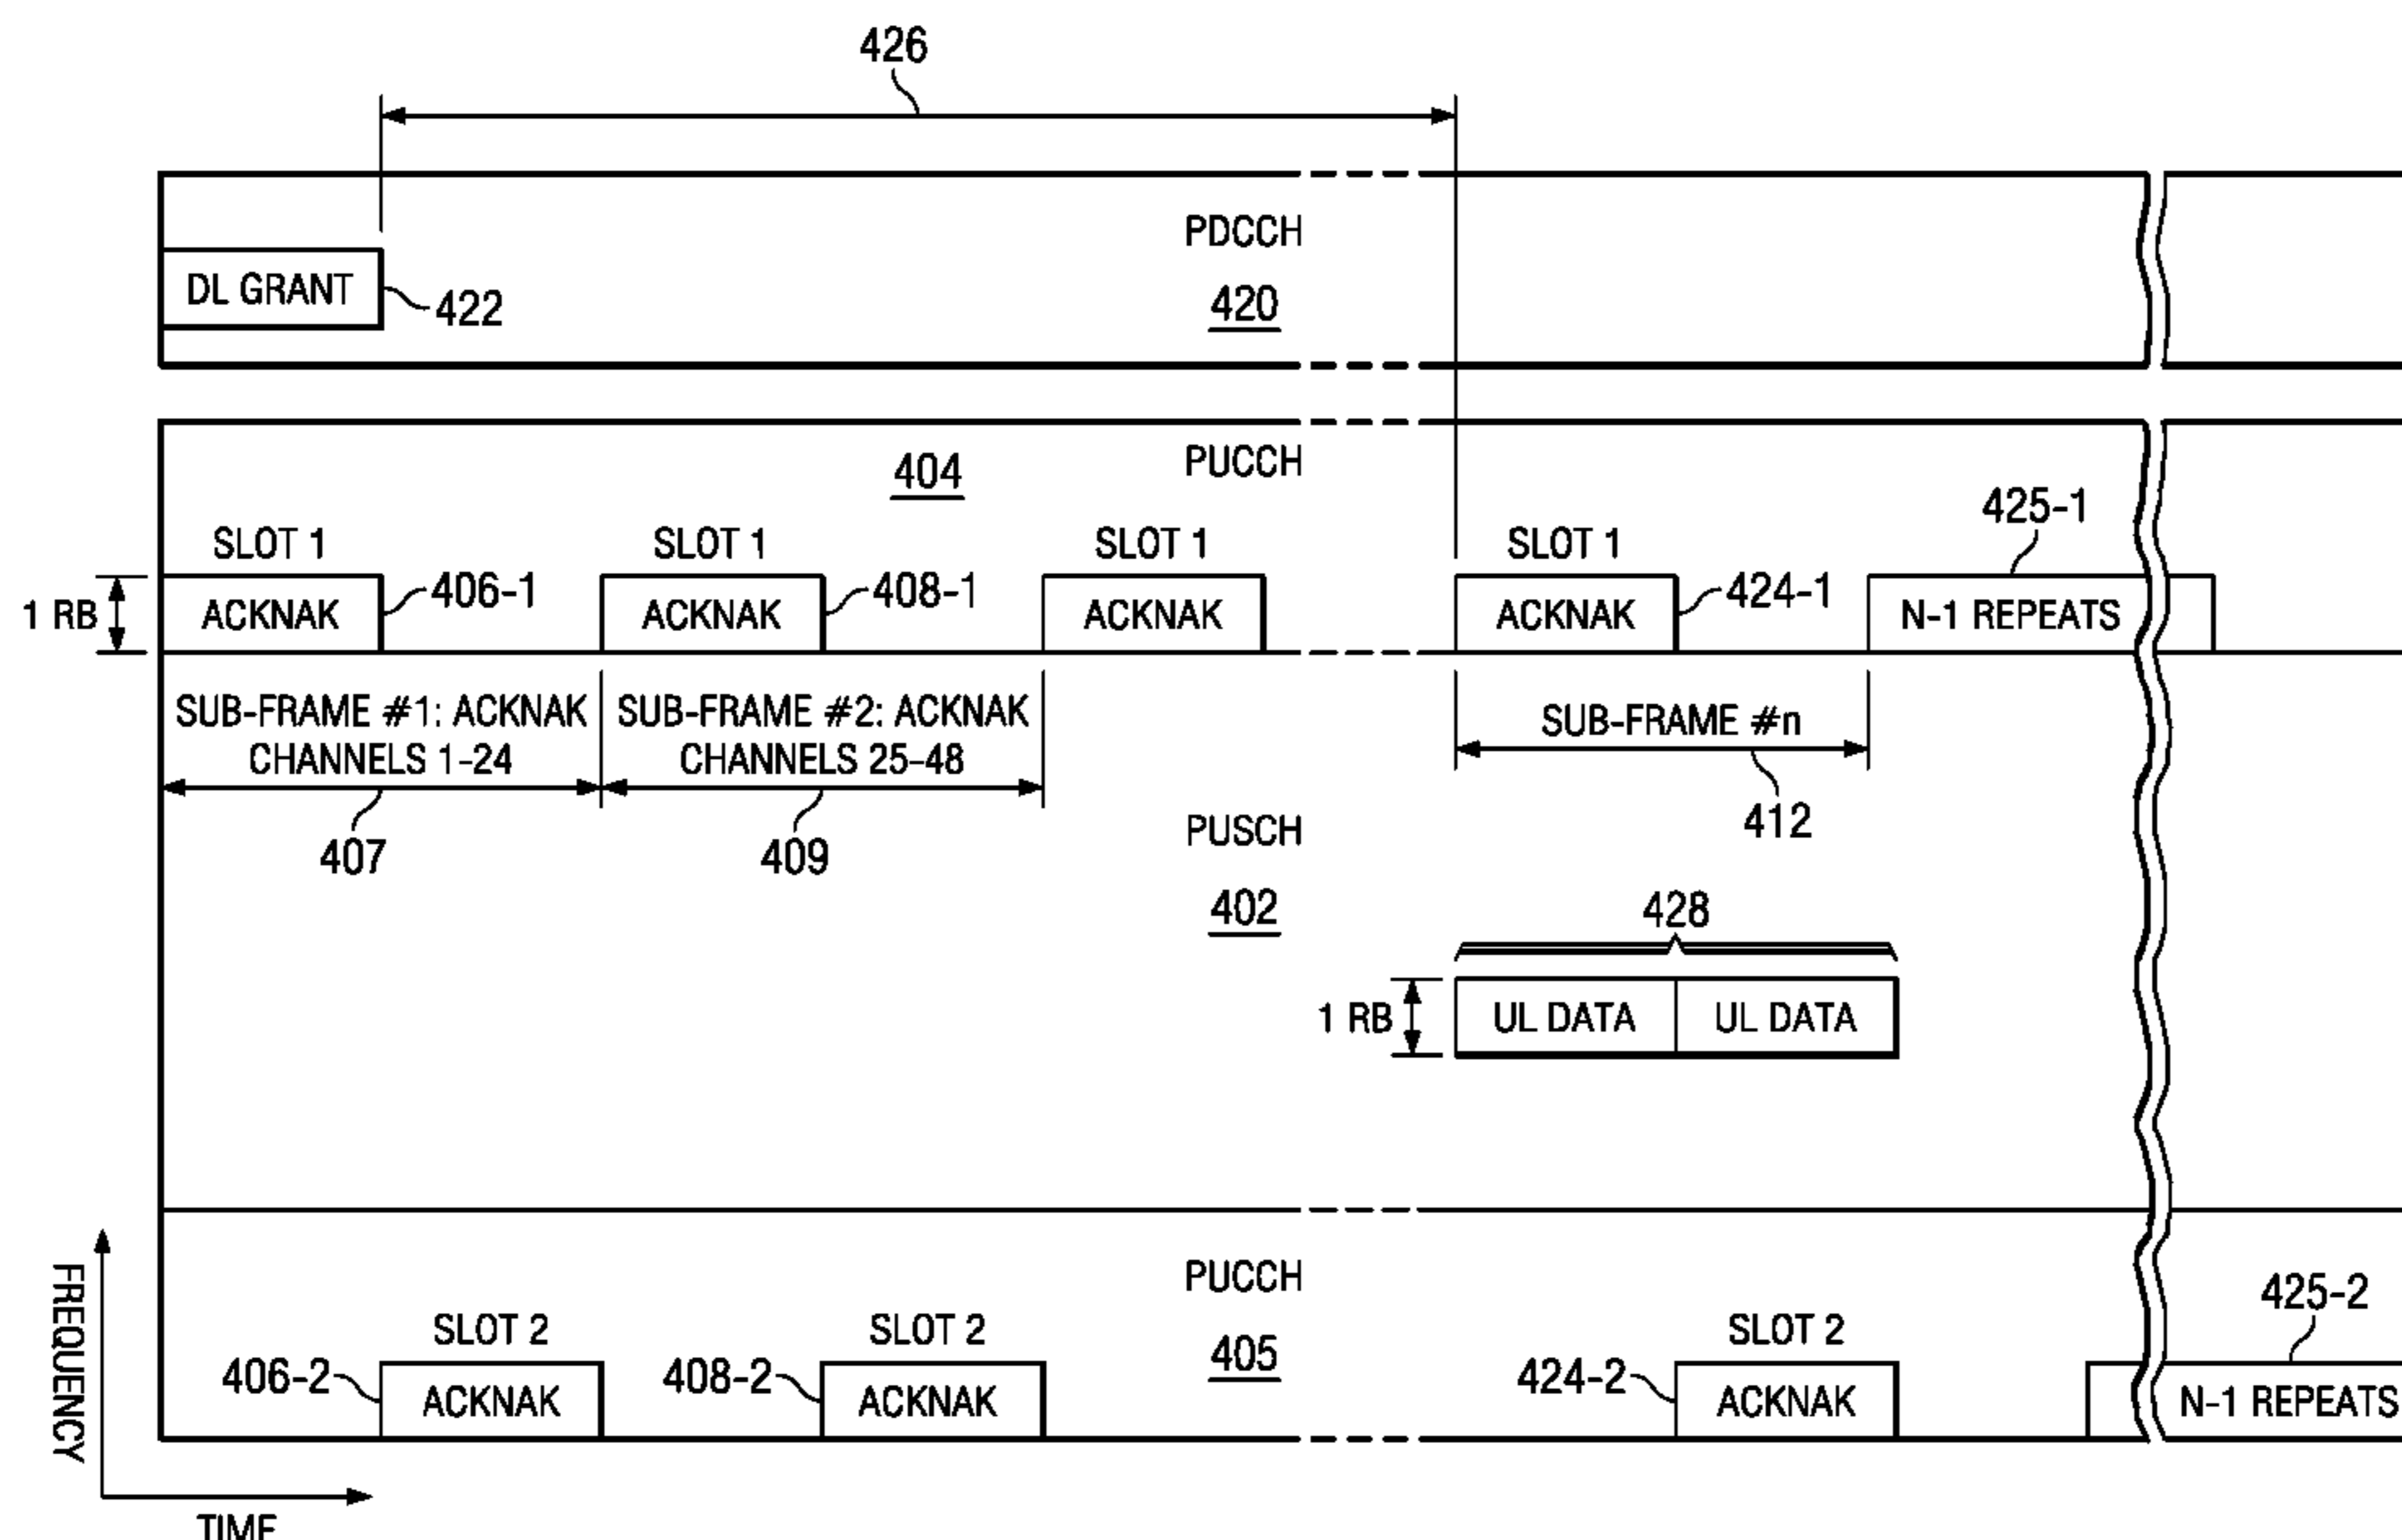 426
PDCCH
DL GRANT
422
420
404
PUCCH
425-1
SLOT 1
SLOT 1
SLOT 1
SLOT 1
1 RB
ACKNAK
406-1
ACKNAK
408-1
ACKNAK
ACKNAK
424-1
N-1 REPEATS
SUB-FRAME #1: ACKNAK
CHANNELS 1-24
SUB-FRAME #2: ACKNAK
CHANNELS 25-48
SUB-FRAME #n
407
409
412
PUSCH
402
428
1 RB
UL DATA
UL DATA
PUCCH
405
425-2
SLOT 2
SLOT 2
SLOT 2
406-2
ACKNAK
408-2
ACKNAK
424-2
ACKNAK
N-1 REPEATS
FREQUENCY
TIME